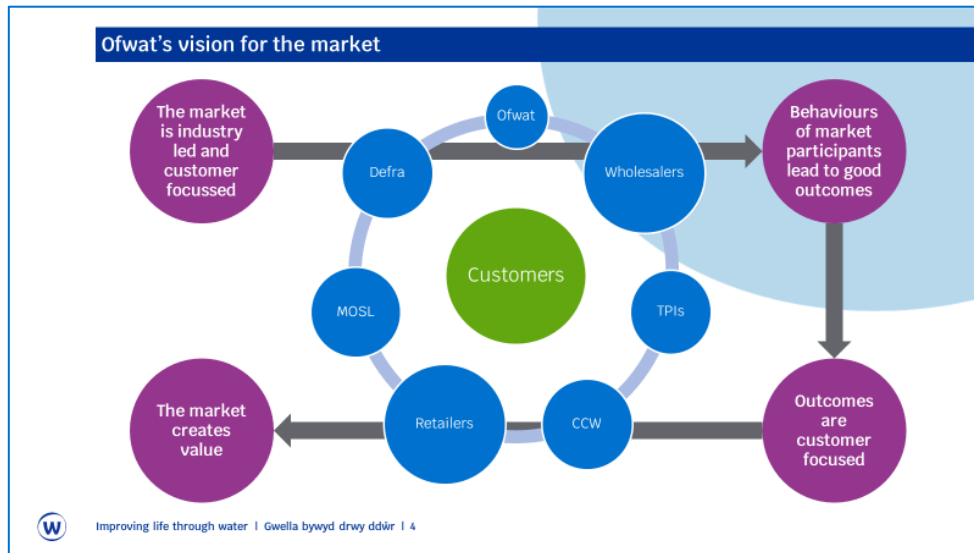 Ofwat's vision for the market
The market
is industry
led and
customer
focussed
Ofwat
Defra
Wholesalers
Behaviours
of market
participants
lead to good
outcomes
Customers
MOSL
TPIs
The market
creates
value
Retailers
CCW
Outcomes
are
customer
focused
W
Improving life through water | Gwella bywyd drwy ddŵr | 4